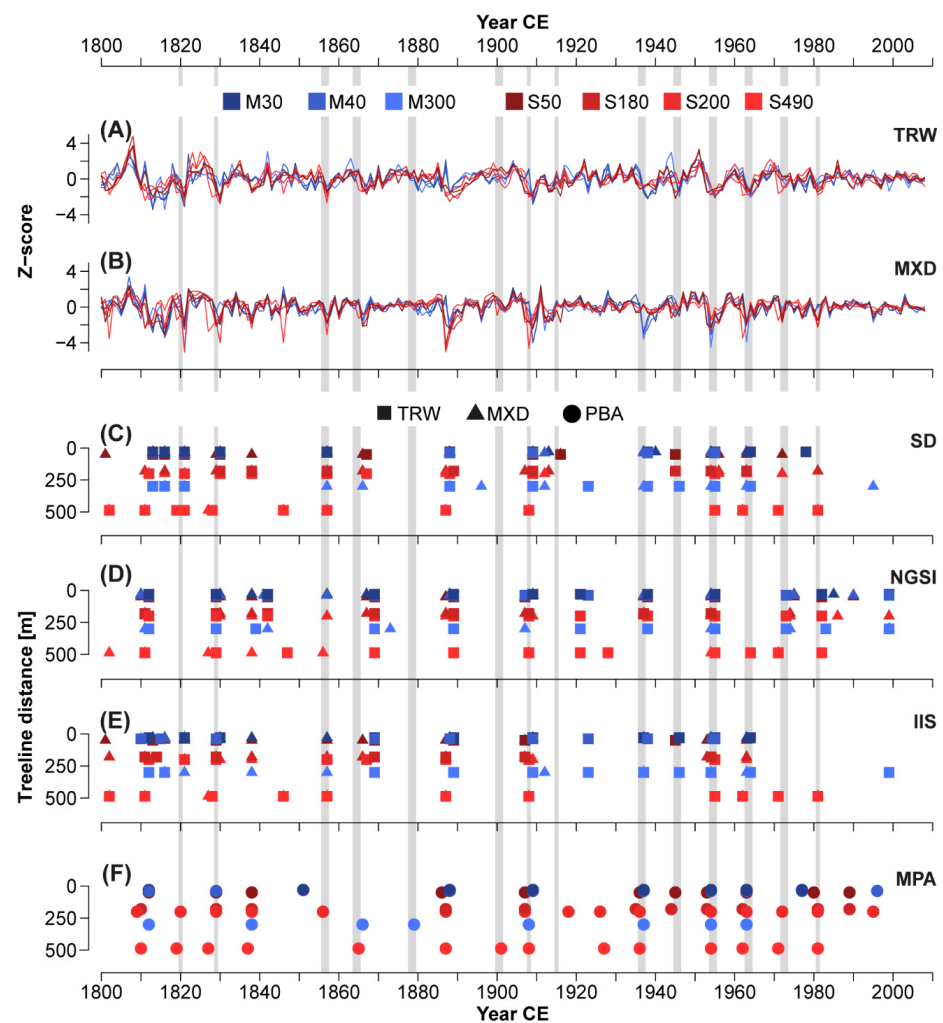 Year CE
1800 1820 1840 1860 1880 1900 1920 1940 1960 1980 2000
M30 M40 M300 S50 S180 S200 S490
(A) TRW
4
0
−4
Z−score
(B) MXD
4
0
−4
TRW MXD PBA
(C) SD
0
250
500
(D) NGSI
0
250
500
Treeline distance [m]
(E) IIS
0
250
500
(F) MPA
0
250
500
1800 1820 1840 1860 1880 1900 1920 1940 1960 1980 2000
Year CE